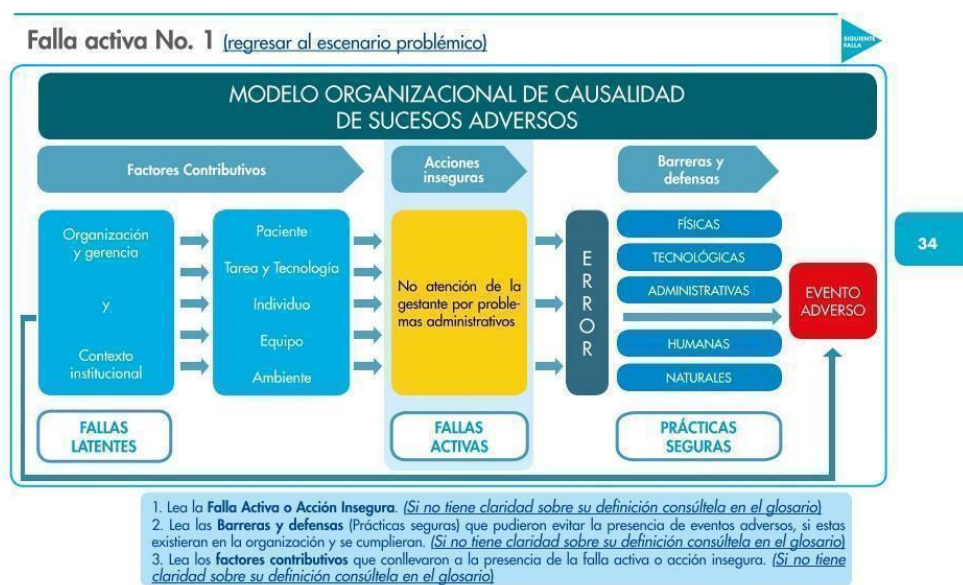 Falla activa No. 1 (regresar al escenario problémico)
SIGUIENTE
FALLA
MODELO ORGANIZACIONAL DE CAUSALIDAD
DE SUCESOS ADVERSOS
Factores Contributivos
Acciones
inseguras
Barreras y
defensas
Organización
y gerencia
y
Contexto
institucional
Paciente
Tarea y Tecnología
Individuo
Equipo
Ambiente
No atención de la
gestante por proble-
mas administrativos
ERROR
FÍSICAS
TECNOLÓGICAS
ADMINISTRATIVAS
HUMANAS
NATURALES
EVENTO
ADVERSO
34
FALLAS
LATENTES
FALLAS
ACTIVAS
PRÁCTICAS
SEGURAS
1. Lea la Falla Activa o Acción Insegura. (Si no tiene claridad sobre su definición consúltela en el glosario)
2. Lea las Barreras y defensas (Prácticas seguras) que pudieron evitar la presencia de eventos adversos, si estas
existieran en la organización y se cumplieran. (Si no tiene claridad sobre su definición consúltela en el glosario)
3. Lea los factores contributivos que conllevaron a la presencia de la falla activa o acción insegura. (Si no tiene
claridad sobre su definición consúltela en el glosario)